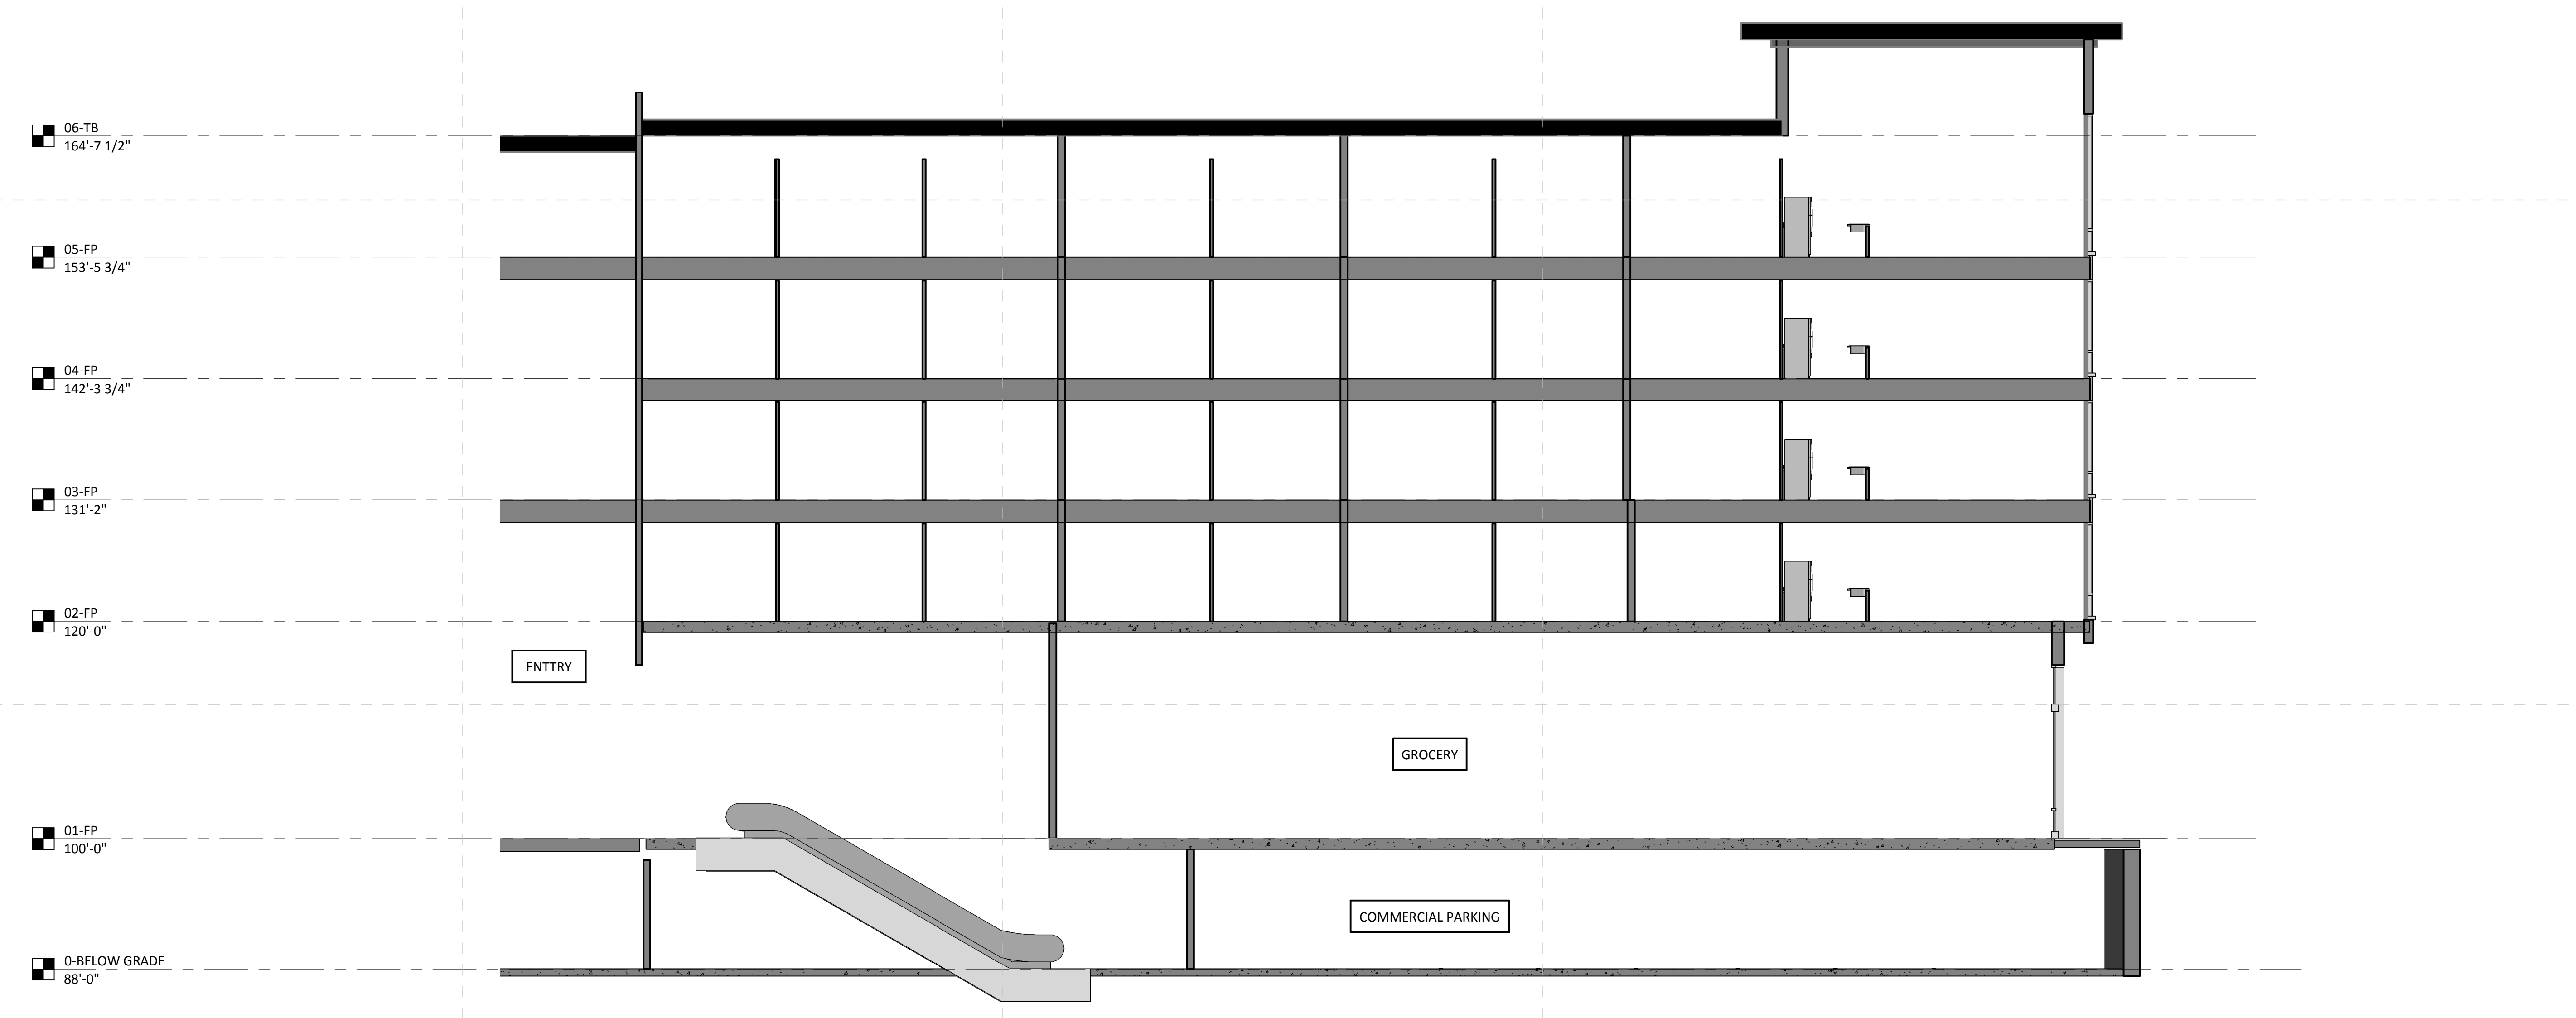 06-TB
164'-7 1/2"
05-FP
153'-5 3/4"
04-FP
142'-3 3/4"
03-FP
131'-2"
02-FP
120'-0"
ENTTRY
GROCERY
01-FP
100'-0"
COMMERCIAL PARKING
0-BELOW GRADE
88'-0"